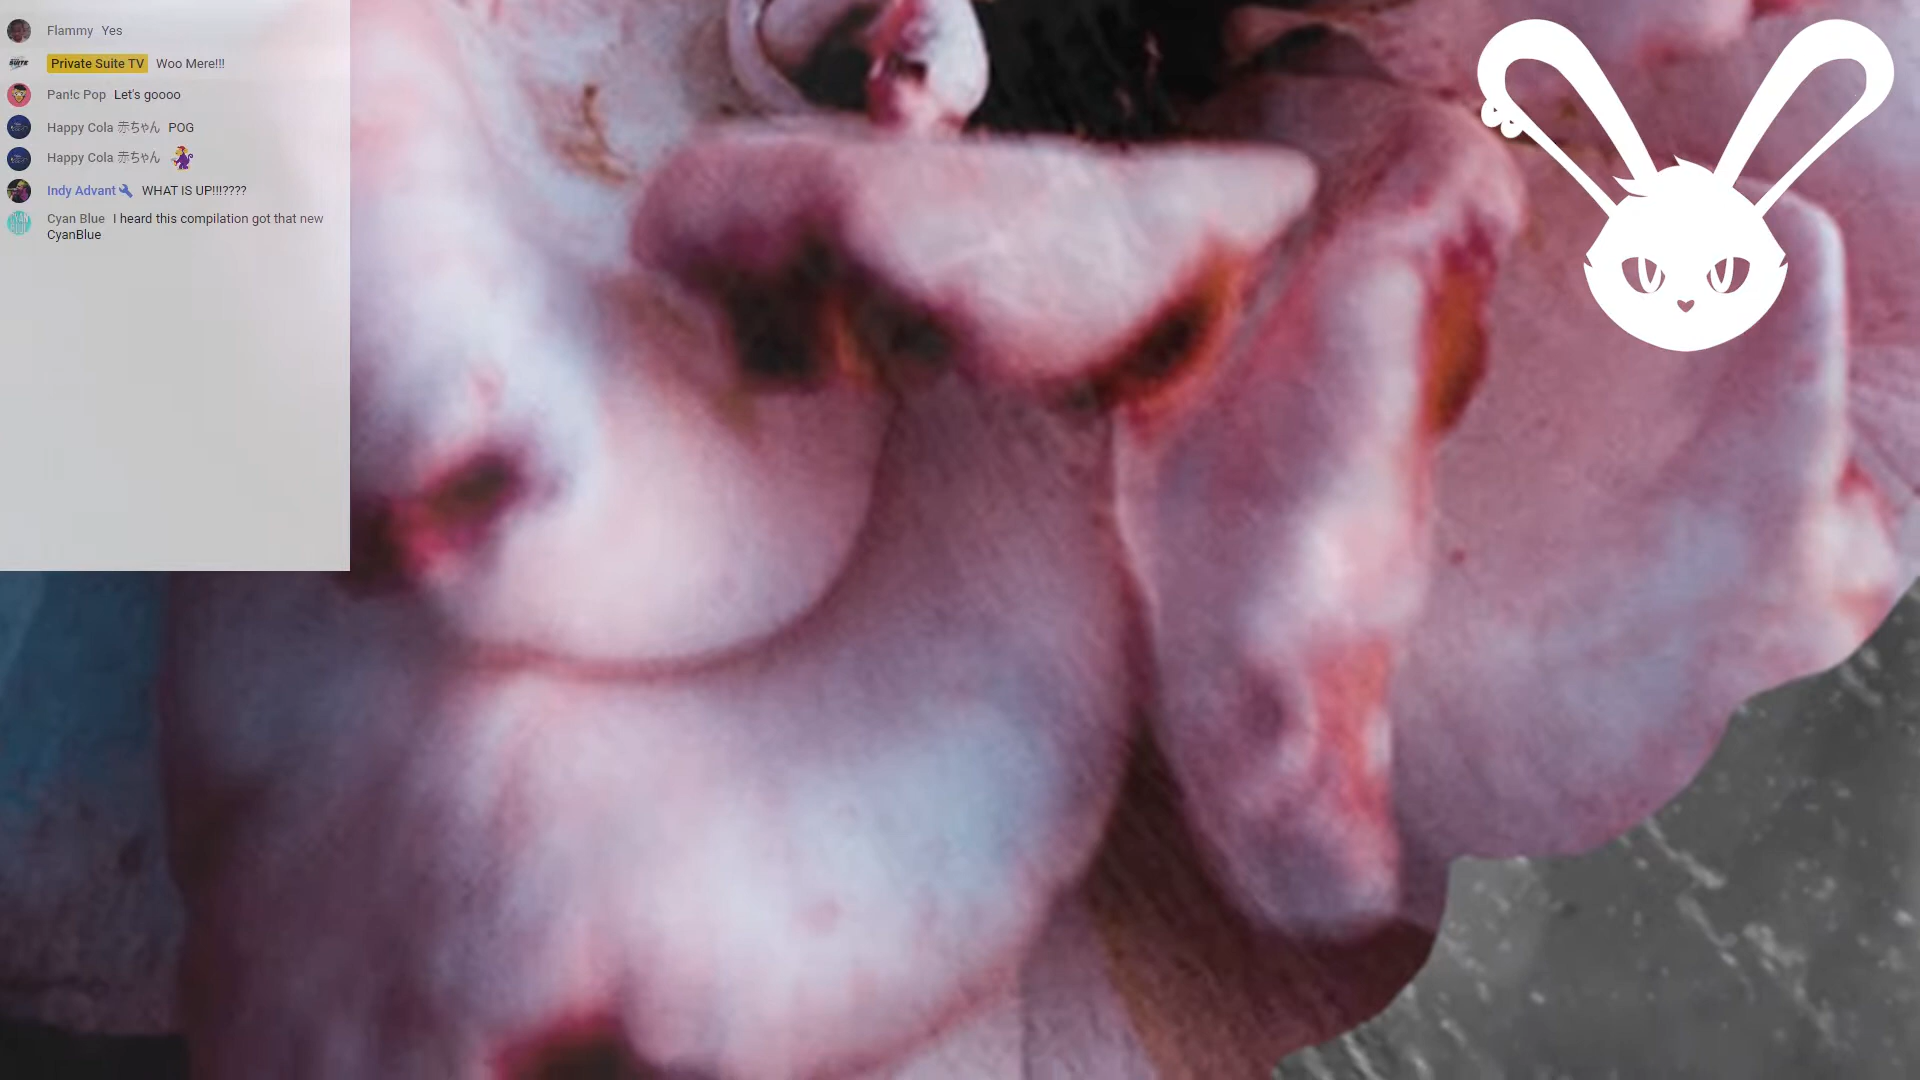 Flammy Yes
Private Suite TV Woo Mere!!!
Pan!c Pop Let's goooo
Happy Cola 赤ちゃん POG
Happy Cola 赤ちゃん
Indy Advant WHAT IS UP!!!????
Cyan Blue I heard this compilation got that new
CyanBlue